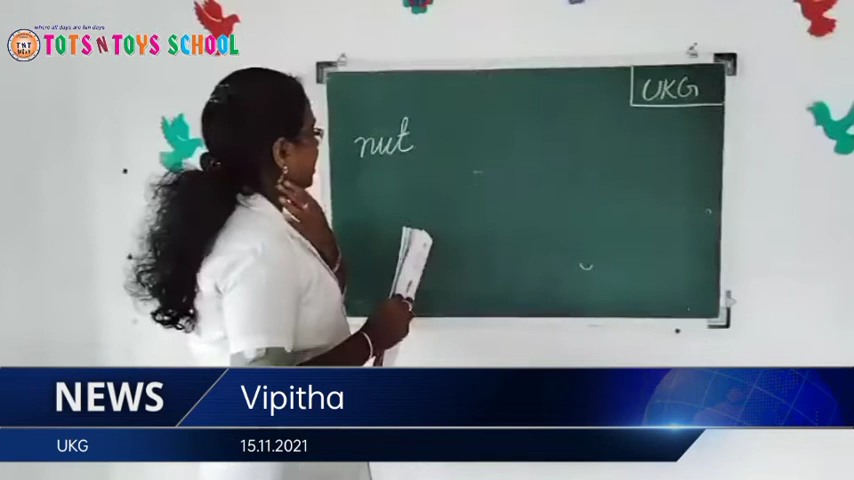 where all days are fun days
TNT
TOTS N TOYS SCHOOL
UKG
nut
NEWS
Vipitha
UKG
15.11.2021